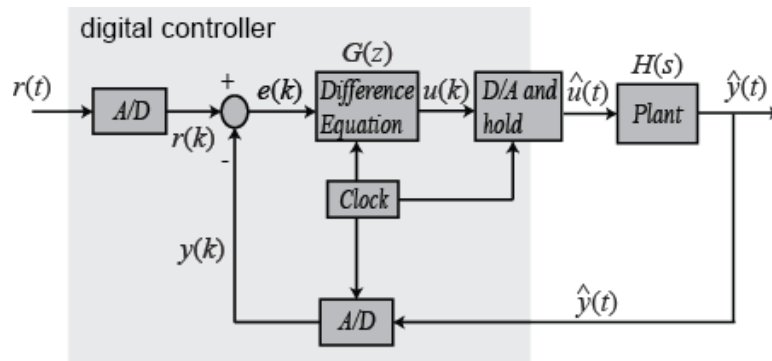 digital controller
G(z)
H(s)
r(t)
A/D
r(k)
+
-
e(k)
Difference
Equation
u(k)
D/A and
hold
û(t)
Plant
ŷ(t)
Clock
y(k)
A/D
ŷ(t)